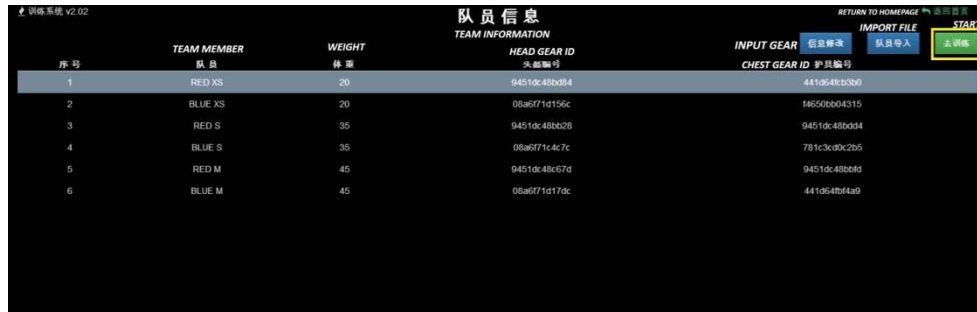 训练系统 v2.02
队员信息
RETURN TO HOMEPAGE 返回首页
TEAM INFORMATION
IMPORT FILE START
TEAM MEMBER WEIGHT HEAD GEAR ID INPUT GEAR 信息修改 队员导入 去训练
序号 队员 体重 头盔编号 CHEST GEAR ID 护具编号
1 RED XS 20 9451dc48bd84 441d64fcb3b0
2 BLUE XS 20 08a6f71d156c f4650bb04315
3 RED S 35 9451dc48bb28 9451dc48bdd4
4 BLUE S 35 08a6f71c4c7c 781c3cd0c2b5
5 RED M 45 9451dc48c67d 9451dc48bbfd
6 BLUE M 45 08a6f71d17dc 441d64fbf4a9